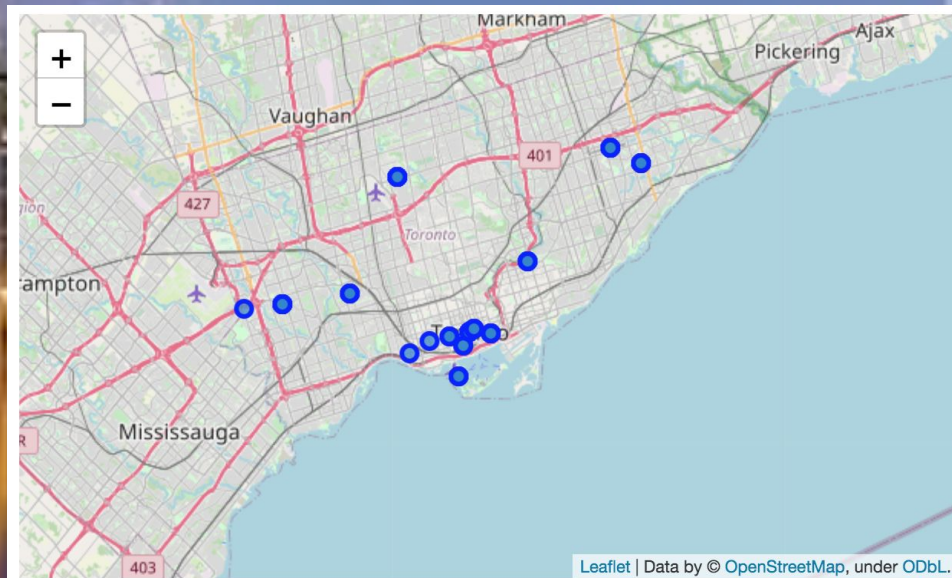 Markham
Ajax
+
Pickering
−
Vaughan
401
427
Toronto
rampton
Mississauga
R
403
Leaflet | Data by © OpenStreetMap, under ODbL.